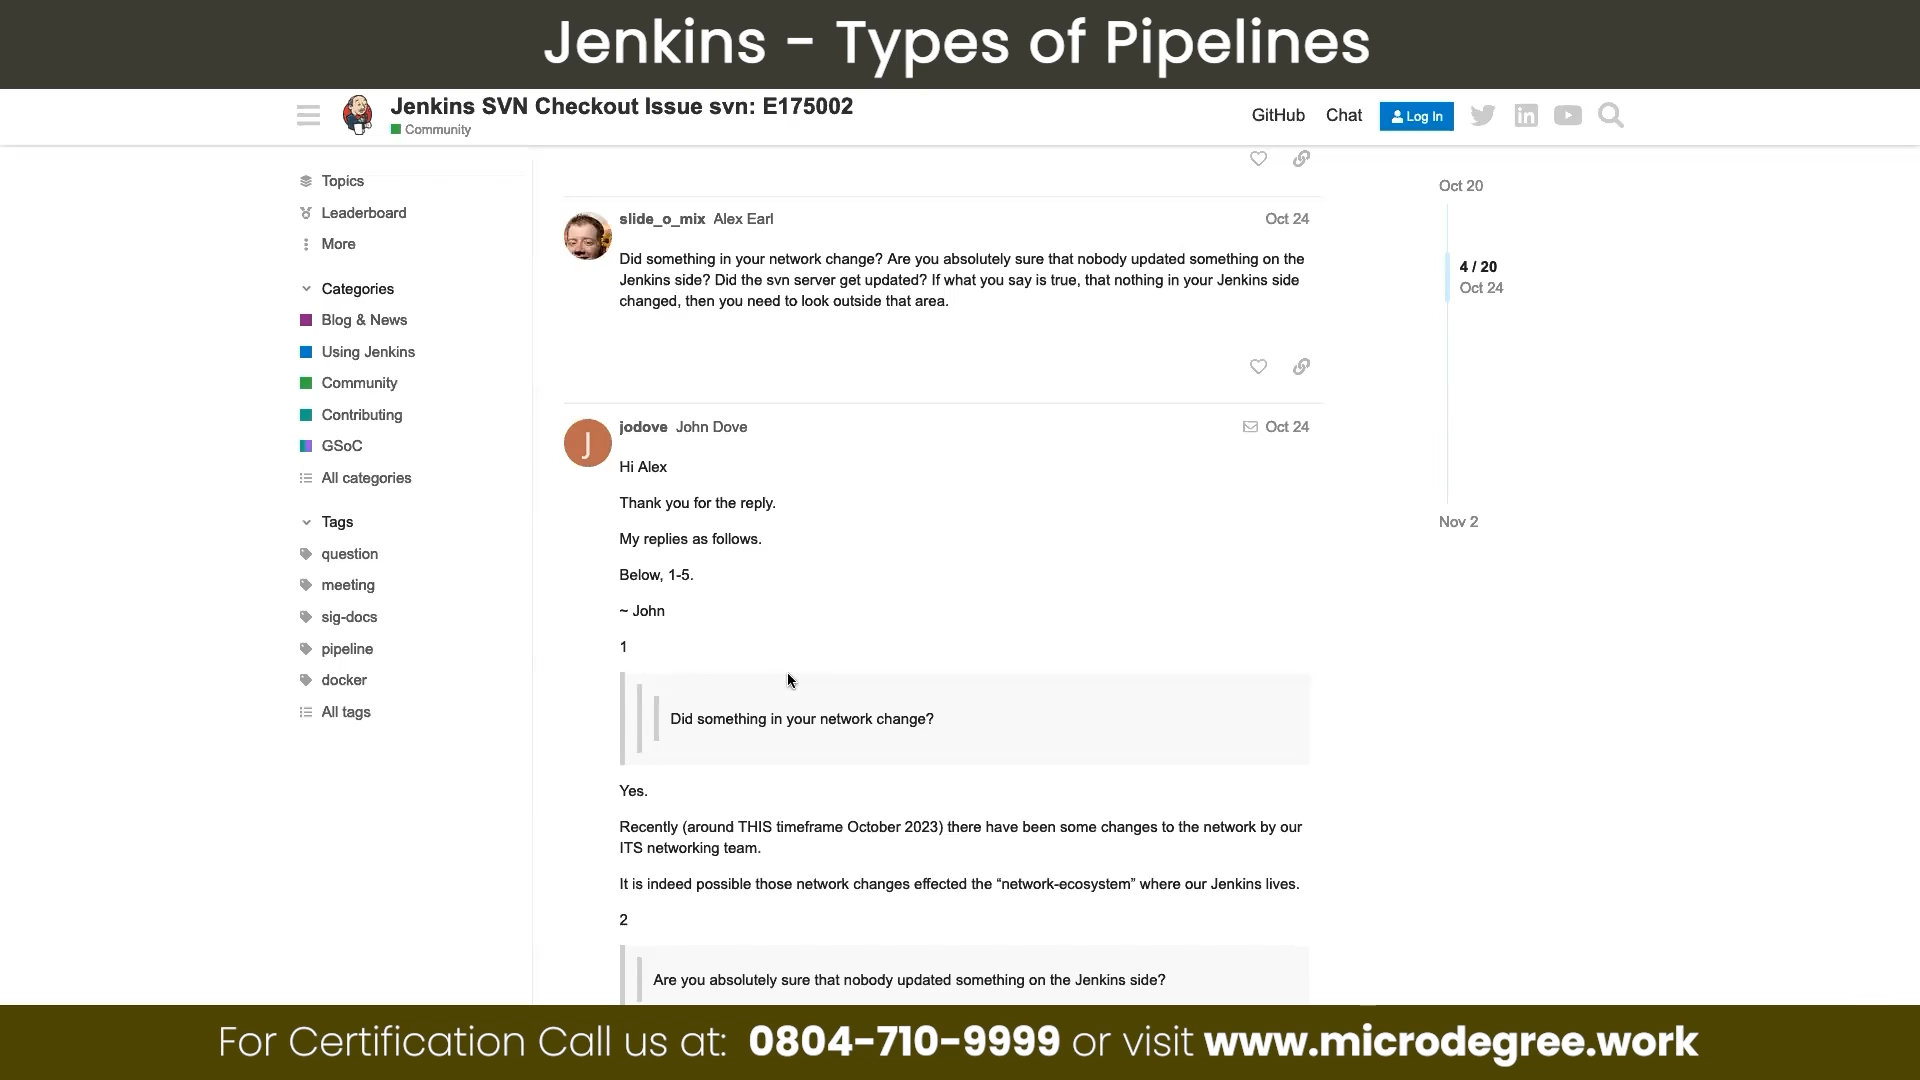 Jenkins - Types of Pipelines
Jenkins SVN Checkout Issue svn: E175002
Community
GitHub
Chat
Log In
Topics
Leaderboard
More
Categories
Blog & News
Using Jenkins
Community
Contributing
GSoC
All categories
Tags
question
meeting
sig-docs
pipeline
docker
All tags
slide_o_mix Alex Earl
Oct 24
Did something in your network change? Are you absolutely sure that nobody updated something on the
Jenkins side? Did the svn server get updated? If what you say is true, that nothing in your Jenkins side
changed, then you need to look outside that area.
J
jodove John Dove
Oct 24
Hi Alex
Thank you for the reply.
My replies as follows.
Below, 1-5.
~ John
1
Did something in your network change?
Yes.
Recently (around THIS timeframe October 2023) there have been some changes to the network by our
ITS networking team.
It is indeed possible those network changes effected the “network-ecosystem” where our Jenkins lives.
2
Are you absolutely sure that nobody updated something on the Jenkins side?
Oct 20
4 / 20
Oct 24
Nov 2
For Certification Call us at: 0804-710-9999 or visit www.microdegree.work